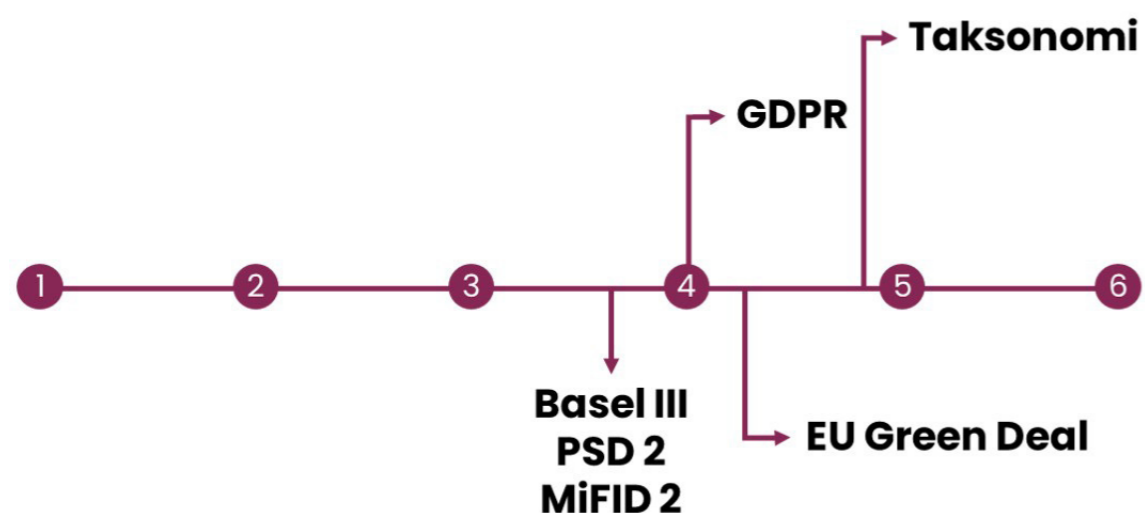 Taksonomi
GDPR
1
2
3
4
5
6
Basel III
PSD 2
MiFID 2
EU Green Deal